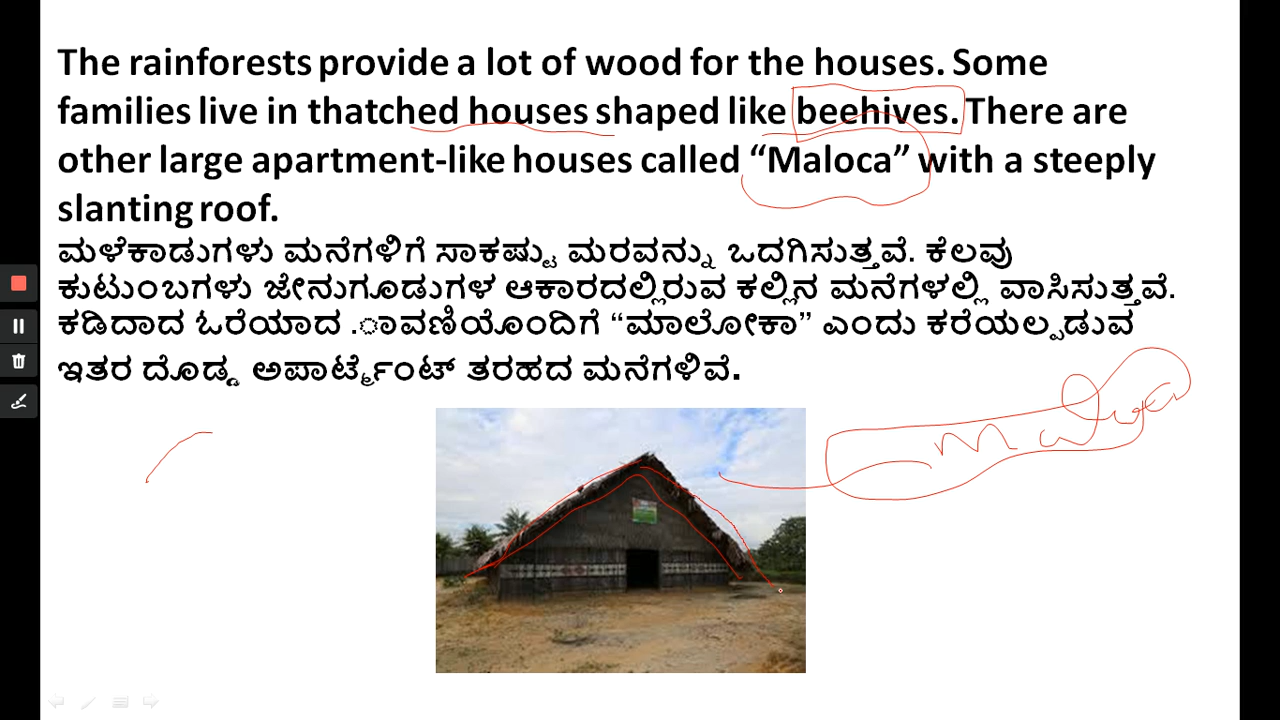 The rainforests provide a lot of wood for the houses. Some
families live in thatched houses shaped like beehives. There are
other large apartment-like houses called “Maloca” with a steeply
slanting roof.
ಮಳೆಕಾಡುಗಳು ಮನೆಗಳಿಗೆ ಸಾಕಷ್ಟು ಮರವನ್ನು ಒದಗಿಸುತ್ತವೆ. ಕೆಲವು
ಕುಟುಂಬಗಳು ಜೇನುಗೂಡುಗಳ ಆಕಾರದಲ್ಲಿರುವ ಕಲ್ಲಿನ ಮನೆಗಳಲ್ಲಿ ವಾಸಿಸುತ್ತವೆ.
ಕಡಿದಾದ ಓರೆಯಾದ .ಾವಣಿಯೊಂದಿಗೆ “ಮಾಲೋಕಾ” ಎಂದು ಕರೆಯಲ್ಪಡುವ
ಇತರ ದೊಡ್ಡ ಅಪಾರ್ಟ್ಮೆಂಟ್ ತರಹದ ಮನೆಗಳಿವೆ.